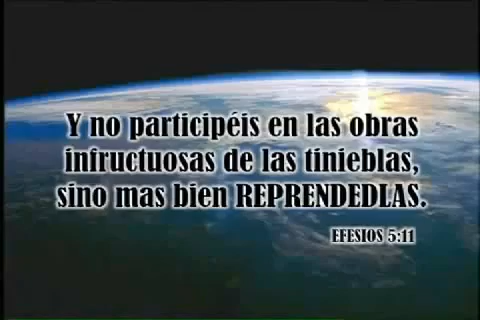 Y no participéis en las obras
infructuosas de las tinieblas,
sino mas bien REPRENDEDLAS.
EFESIOS 5:11